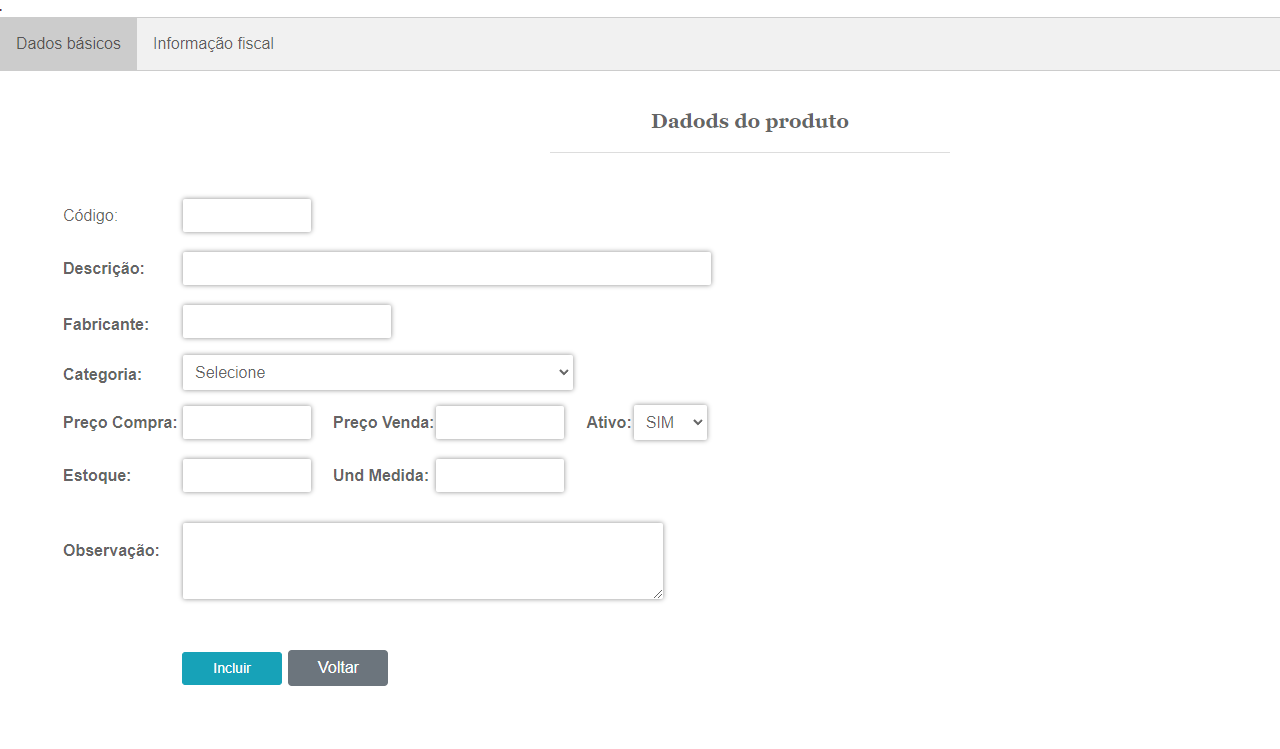 Dados básicos Informação fiscal
Dadods do produto
Código:
Descrição:
Fabricante:
Categoria: Selecione
Preço Compra: Preço Venda: Ativo: SIM
Estoque: Und Medida:
Observação:
Incluir Voltar